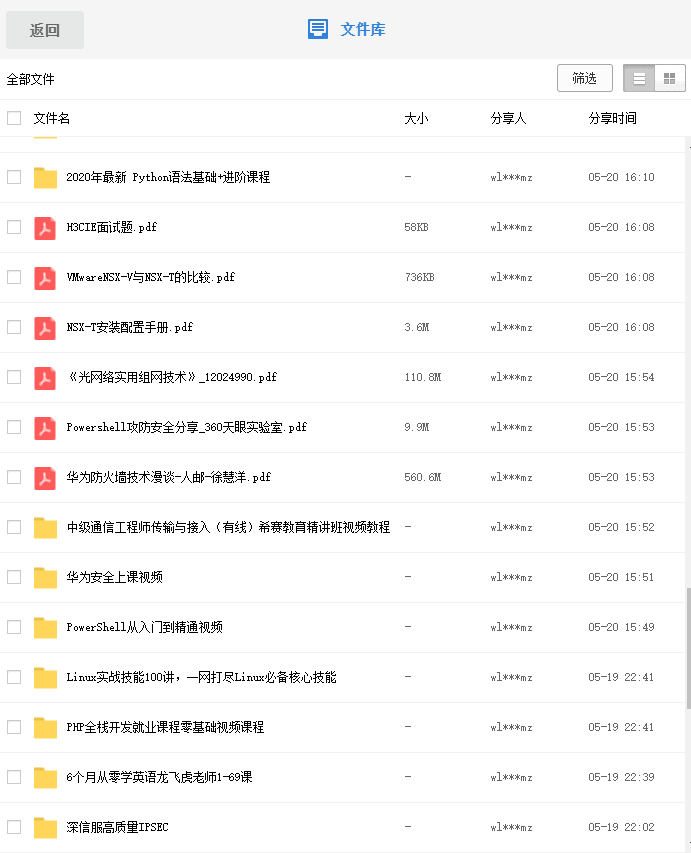 返回 文件库
全部文件 筛选
文件名 大小 分享人 分享时间
2020年最新 Python语法基础+进阶课程 - wl***mz 05-20 16:10
H3CIE面试题.pdf 58KB wl***mz 05-20 16:08
VMwareNSX-V与NSX-T的比较.pdf 736KB wl***mz 05-20 16:08
NSX-T安装配置手册.pdf 3.6M wl***mz 05-20 16:08
《光网络实用组网技术》_12024990.pdf 110.8M wl***mz 05-20 15:54
Powershell攻防安全分享_360天眼实验室.pdf 9.9M wl***mz 05-20 15:53
华为防火墙技术漫谈-人邮-徐慧洋.pdf 560.6M wl***mz 05-20 15:53
中级通信工程师传输与接入（有线）希赛教育精讲班视频教程 - wl***mz 05-20 15:52
华为安全上课视频 - wl***mz 05-20 15:51
PowerShell从入门到精通视频 - wl***mz 05-20 15:49
Linux实战技能100讲，一网打尽Linux必备核心技能 - wl***mz 05-19 22:41
PHP全栈开发就业课程零基础视频课程 - wl***mz 05-19 22:41
6个月从零学英语龙飞虎老师1-69课 - wl***mz 05-19 22:39
深信服高质量IPSEC - wl***mz 05-19 22:02